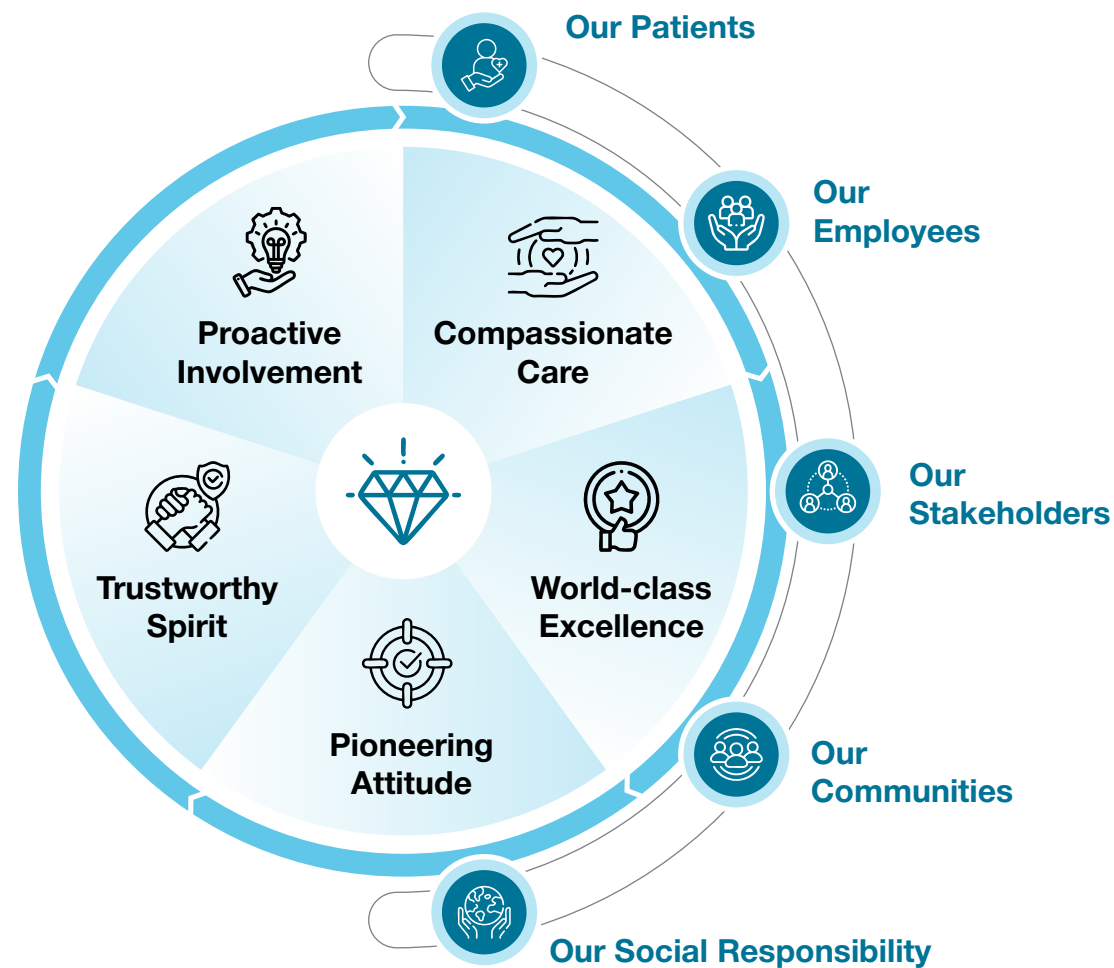 Our Patients
Our
Employees
Proactive
Involvement
Compassionate
Care
Our
Stakeholders
Trustworthy
Spirit
World-class
Excellence
Pioneering
Attitude
Our
Communities
Our Social Responsibility